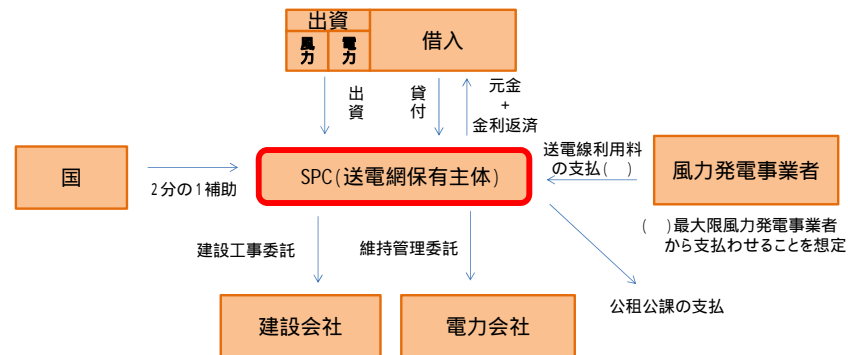 出資
風力
電力
借入
出資
貸付
元金
+
金利返済
国
2分の1補助
SPC(送電網保有主体)
送電線利用料
の支払(　)
風力発電事業者
(　)最大限風力発電事業者
から支払わせることを想定
建設工事委託
維持管理委託
公租公課の支払
建設会社
電力会社